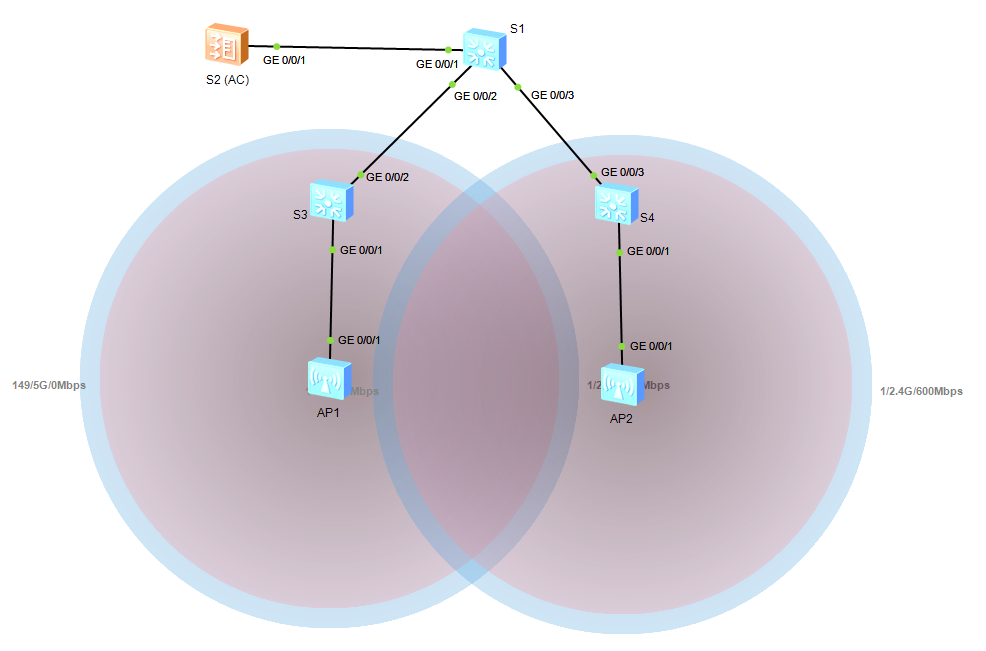 S1
S2 (AC)
GE 0/0/1
GE 0/0/1
GE 0/0/2
GE 0/0/3
GE 0/0/2
GE 0/0/3
S3
S4
GE 0/0/1
GE 0/0/1
GE 0/0/1
GE 0/0/1
149/5G/0Mbps
Mbps
1/2
Mbps
1/2.4G/600Mbps
AP1
AP2